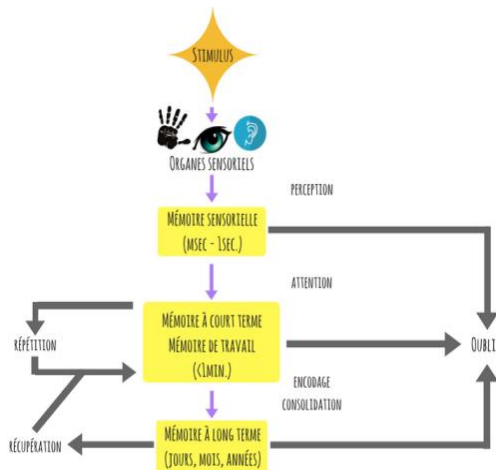 Stimulus
Organes sensoriels
Perception
Mémoire sensorielle
(msec - 1sec.)
Attention
Mémoire à court terme
Mémoire de travail
(<1min.)
répétition
Oubli
Encodage
Consolidation
Mémoire à long terme
(jours, mois, années)
récupération